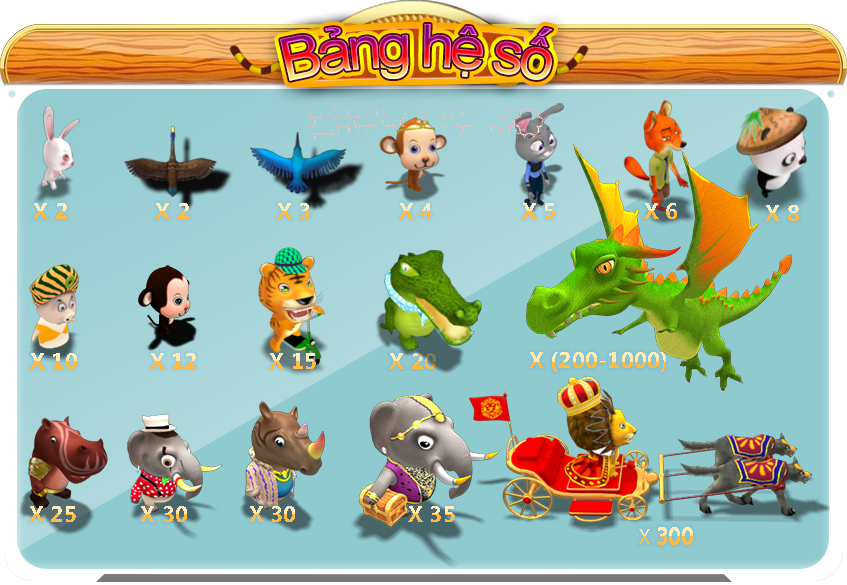 Bảng hệ số
X 2
X 2
X 3
X 4
X 5
X 6
X 8
X 10
X 12
X 15
X 20
X (200-1000)
X 25
X 30
X 30
X 35
X 300